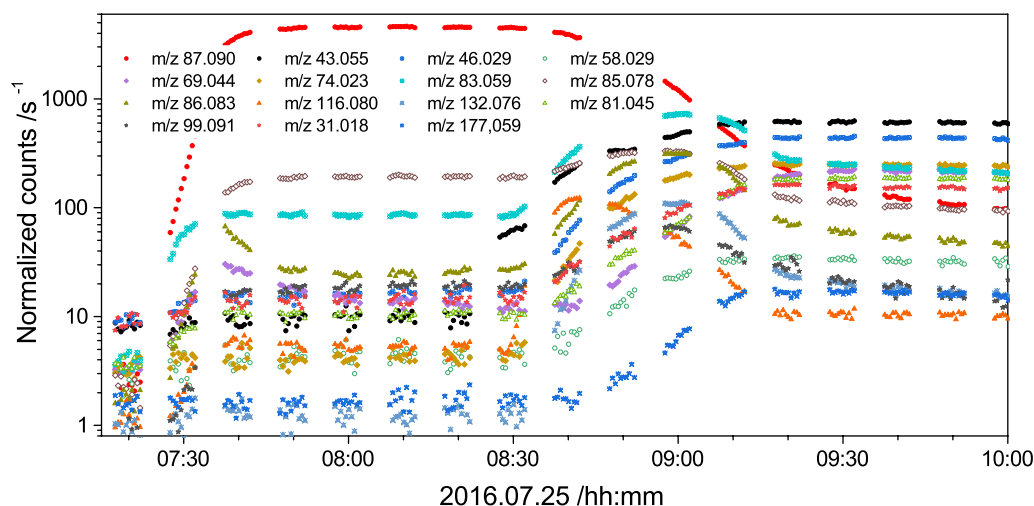 Normalized counts /s⁻¹
1000
100
10
1
m/z 87.090 m/z 43.055 m/z 46.029 m/z 58.029
m/z 69.044 m/z 74.023 m/z 83.059 m/z 85.078
m/z 86.083 m/z 116.080 m/z 132.076 m/z 81.045
m/z 99.091 m/z 31.018 m/z 177,059
07:30 08:00 08:30 09:00 09:30 10:00
2016.07.25 /hh:mm